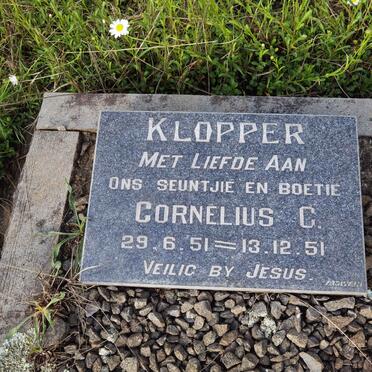 KLOPPER
MET LIEFDE AAN
ONS SEUNTJIE EN BOETIE
CORNELIUS C.
29.6.51=13.12.51
VEILIG BY JESUS.